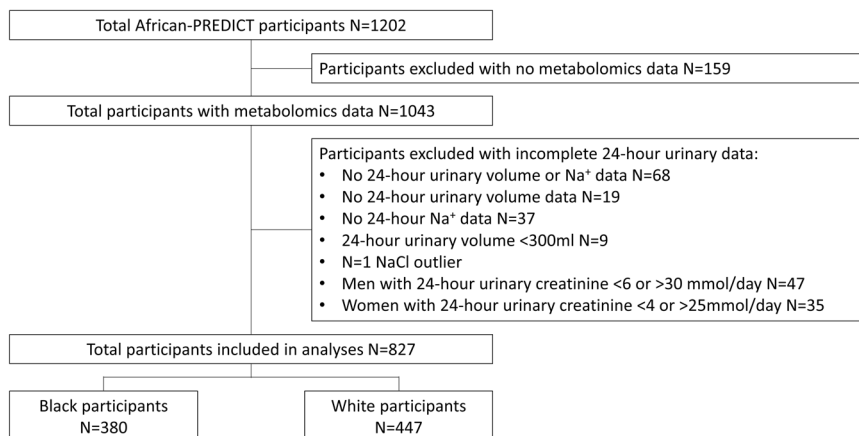 Total African-PREDICT participants N=1202
Participants excluded with no metabolomics data N=159
Total participants with metabolomics data N=1043
Participants excluded with incomplete 24-hour urinary data:
• No 24-hour urinary volume or Na⁺ data N=68
• No 24-hour urinary volume data N=19
• No 24-hour Na⁺ data N=37
• 24-hour urinary volume <300ml N=9
• N=1 NaCl outlier
• Men with 24-hour urinary creatinine <6 or >30 mmol/day N=47
• Women with 24-hour urinary creatinine <4 or >25mmol/day N=35
Total participants included in analyses N=827
Black participants
N=380
White participants
N=447